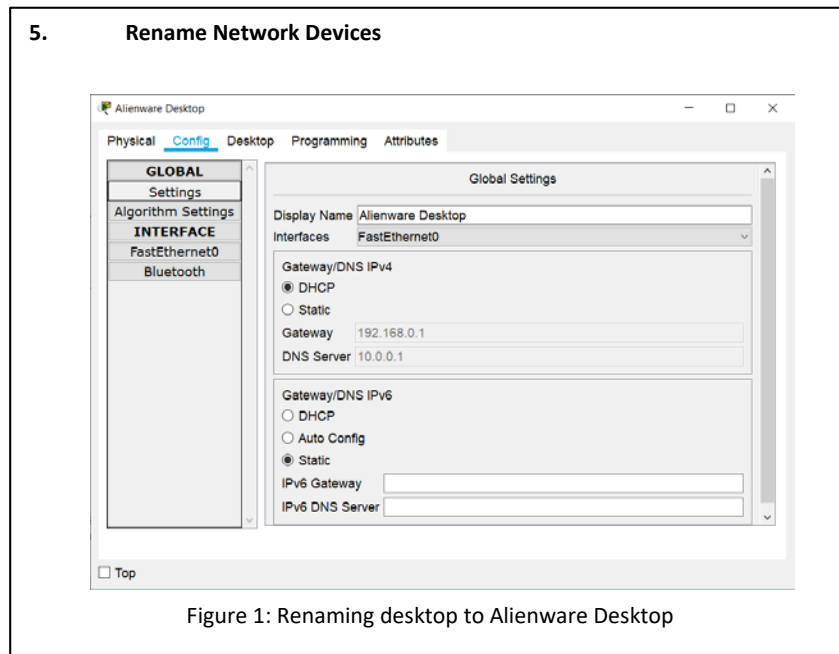 5. Rename Network Devices
Alienware Desktop
Physical Config Desktop Programming Attributes
GLOBAL
Settings
Algorithm Settings
INTERFACE
FastEthernet0
Bluetooth
Global Settings
Display Name Alienware Desktop
Interfaces FastEthernet0
Gateway/DNS IPv4
DHCP
Static
Gateway 192.168.0.1
DNS Server 10.0.0.1
Gateway/DNS IPv6
DHCP
Auto Config
Static
IPv6 Gateway
IPv6 DNS Server
Top
Figure 1: Renaming desktop to Alienware Desktop